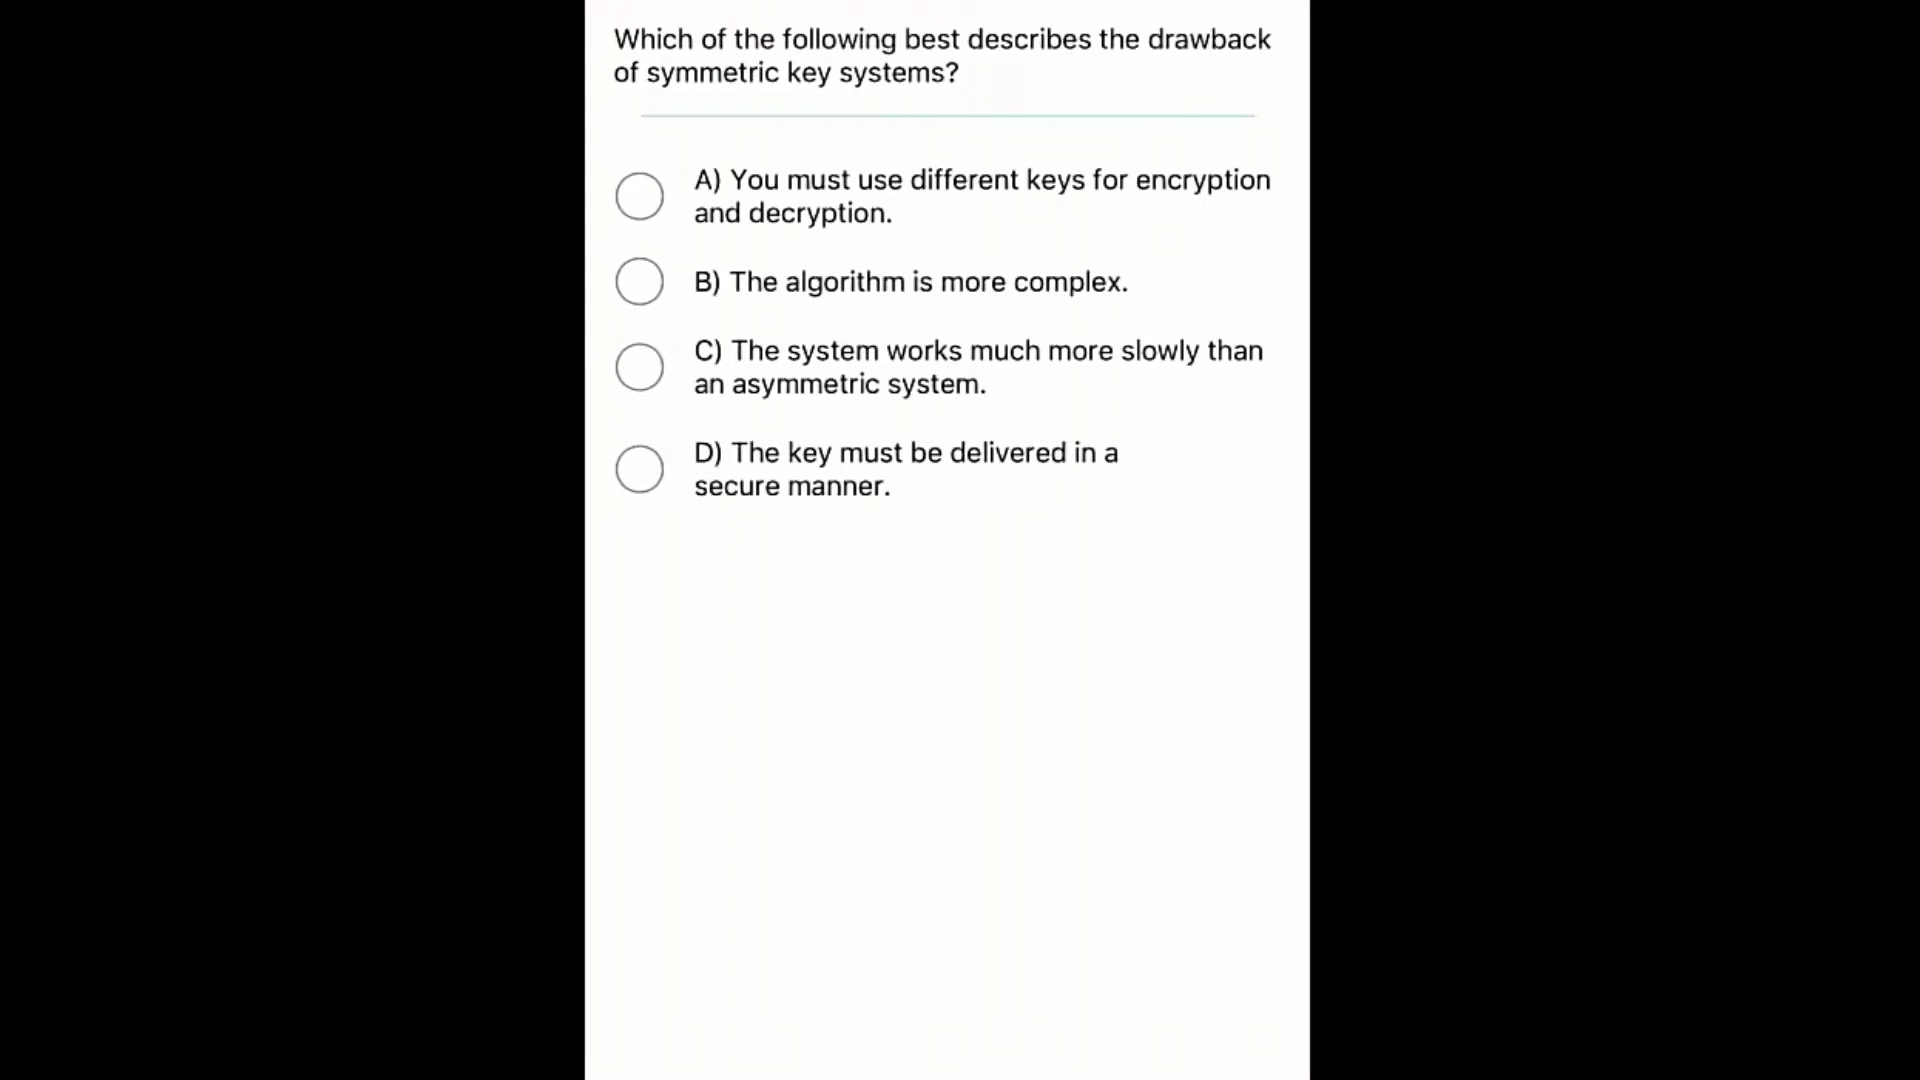 Which of the following best describes the drawback
of symmetric key systems?
A) You must use different keys for encryption
and decryption.
B) The algorithm is more complex.
C) The system works much more slowly than
an asymmetric system.
D) The key must be delivered in a
secure manner.